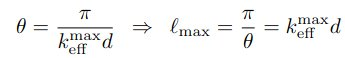 θ = π / (k_eff^max d) ⇒ ℓ_max = π / θ = k_eff^max d